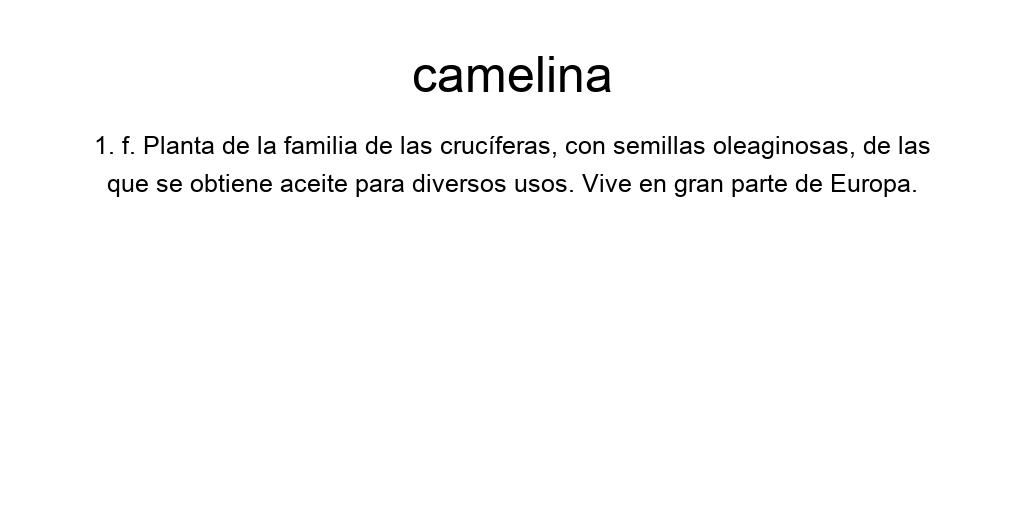 camelina
1. f. Planta de la familia de las crucíferas, con semillas oleaginosas, de las
que se obtiene aceite para diversos usos. Vive en gran parte de Europa.